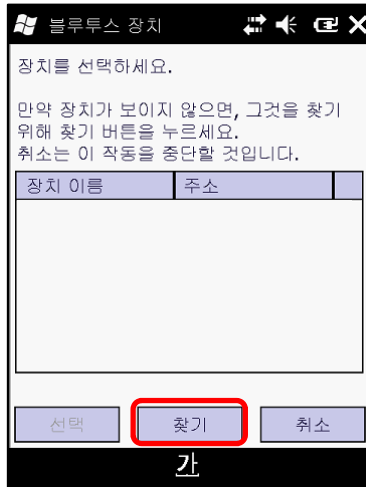 블루투스 장치
장치를 선택하세요.
만약 장치가 보이지 않으면, 그것을 찾기
위해 찾기 버튼을 누르세요.
취소는 이 작동을 중단할 것입니다.
장치 이름 주소
선택 찾기 취소
가